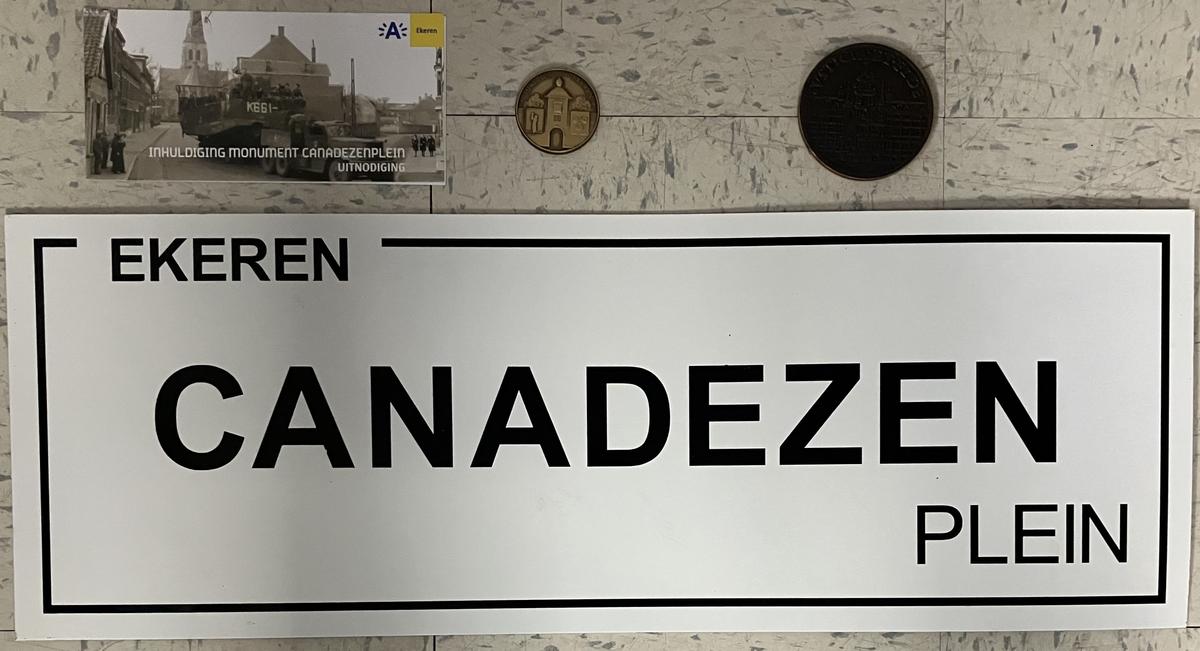 A
Ekeren
K661-
INHULDIGING MONUMENT CANADEZENPLEIN
UITNODIGING
EKEREN
CANADEZEN
PLEIN